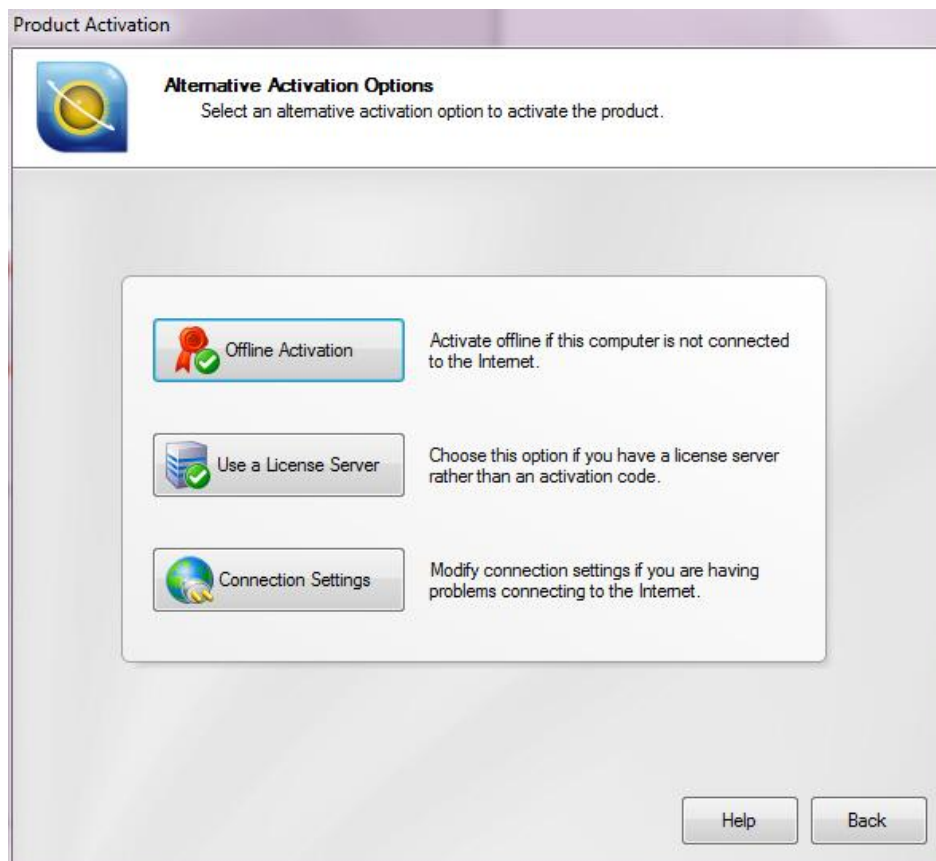 Product Activation
Alternative Activation Options
Select an alternative activation option to activate the product.
Offline Activation
Activate offline if this computer is not connected
to the Internet.
Use a License Server
Choose this option if you have a license server
rather than an activation code.
Connection Settings
Modify connection settings if you are having
problems connecting to the Internet.
Help
Back